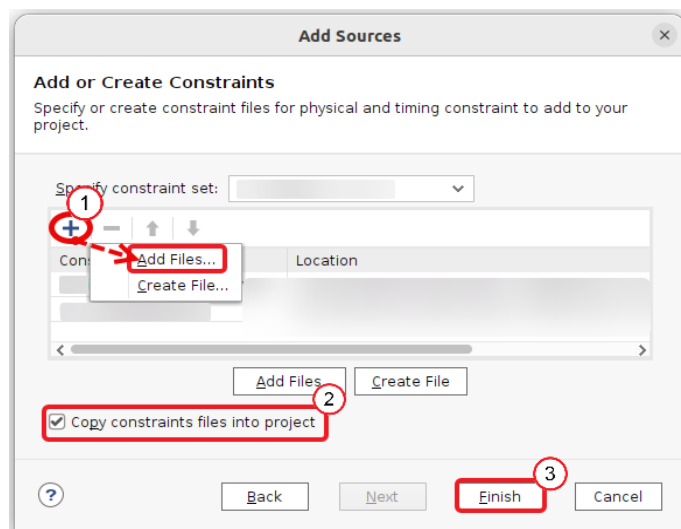 Add Sources
Add or Create Constraints
Specify or create constraint files for physical and timing constraint to add to your
project.
Specify constraint set:
1
Add Files...
Location
Create File...
Add Files
Create File
2
Copy constraints files into project
3
?
Back
Next
Finish
Cancel